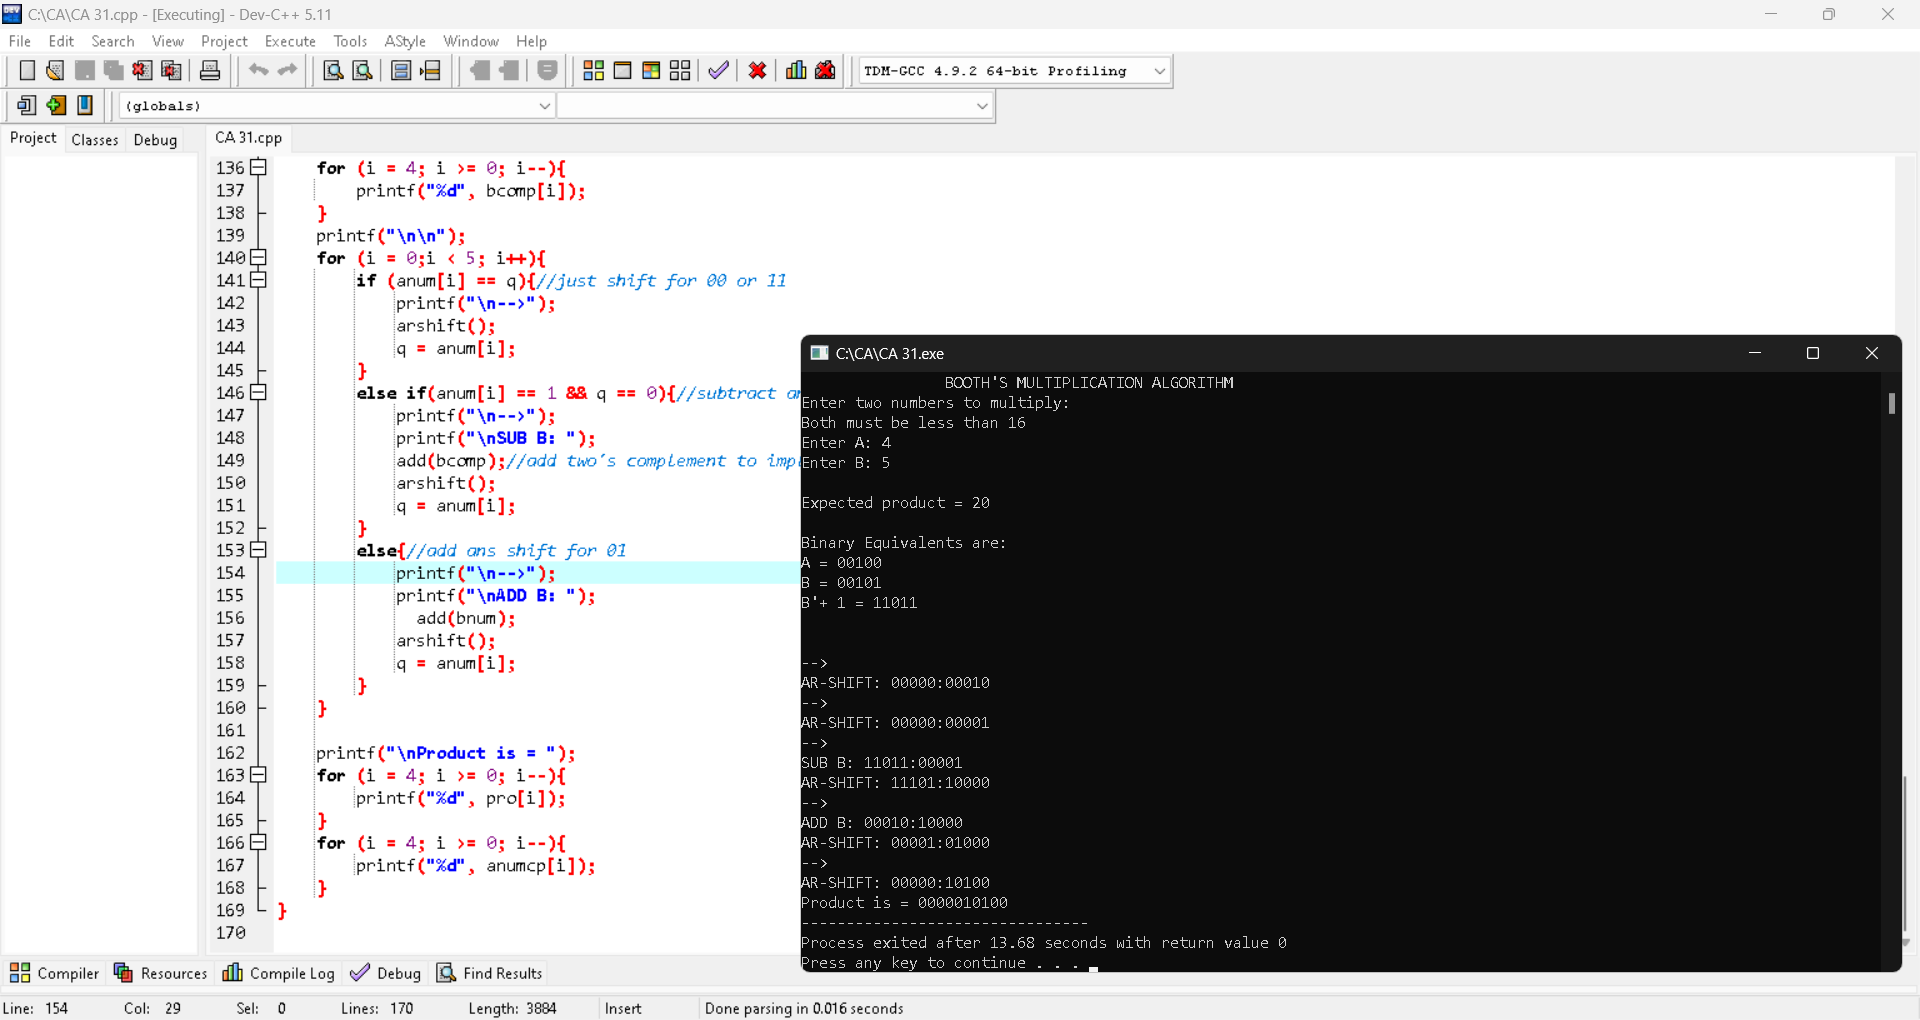 C:\CA\CA 31.cpp - [Executing] - Dev-C++ 5.11
File Edit Search View Project Execute Tools AStyle Window Help
TDM-GCC 4.9.2 64-bit Profiling
(globals)
Project Classes Debug
CA 31.cpp
136 for (i = 4; i >= 0; i--){
137 printf("%d", bcomp[i]);
138 }
139 printf("\n\n");
140 for (i = 0;i < 5; i++){
141 if (anum[i] == q){//just shift for 00 or 11
142 printf("\n-->");
143 arshift();
144 q = anum[i];
145 }
146 else if(anum[i] == 1 && q == 0){//subtract
147 printf("\n-->");
148 printf("\nSUB B: ");
149 add(bcomp);//add two's complement to
150 arshift();
151 q = anum[i];
152 }
153 else{//add ans shift for 01
154 printf("\n-->");
155 printf("\nADD B: ");
156 add(bnum);
157 arshift();
158 q = anum[i];
159 }
160 }
161
162 printf("\nProduct is = ");
163 for (i = 4; i >= 0; i--){
164 printf("%d", pro[i]);
165 }
166 for (i = 4; i >= 0; i--){
167 printf("%d", anumcp[i]);
168 }
169 }
170
C:\CA\CA 31.exe
BOOTH'S MULTIPLICATION ALGORITHM
Enter two numbers to multiply:
Both must be less than 16
Enter A: 4
Enter B: 5
Expected product = 20
Binary Equivalents are:
A = 00100
B = 00101
B'+ 1 = 11011
-->
AR-SHIFT: 00000:00010
-->
AR-SHIFT: 00000:00001
-->
SUB B: 11011:00001
AR-SHIFT: 11101:10000
-->
ADD B: 00010:10000
AR-SHIFT: 00001:01000
-->
AR-SHIFT: 00000:10100
Product is = 0000010100
--------------------------------
Process exited after 13.68 seconds with return value 0
Press any key to continue . . .
Compiler Resources Compile Log Debug Find Results
Line: 154 Col: 29 Sel: 0 Lines: 170 Length: 3884 Insert Done parsing in 0.016 seconds